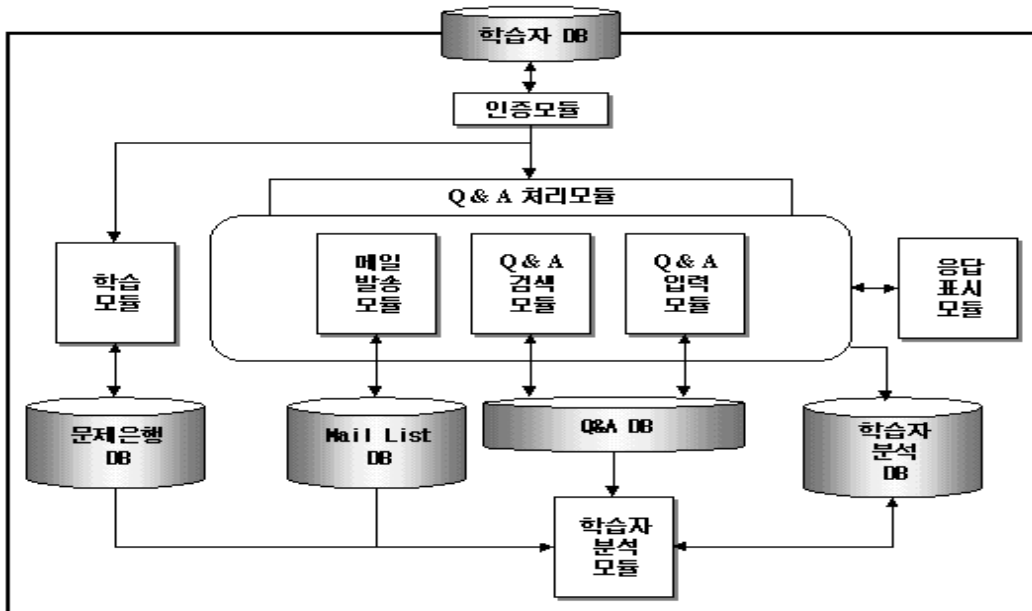 학습자 DB
인증모듈
Q & A 처리모듈
학습
모듈
메일
발송
모듈
Q & A
검색
모듈
Q & A
입력
모듈
응답
표시
모듈
문제은행
DB
Mail List
DB
Q&A DB
학습자
분석
DB
학습자
분석
모듈